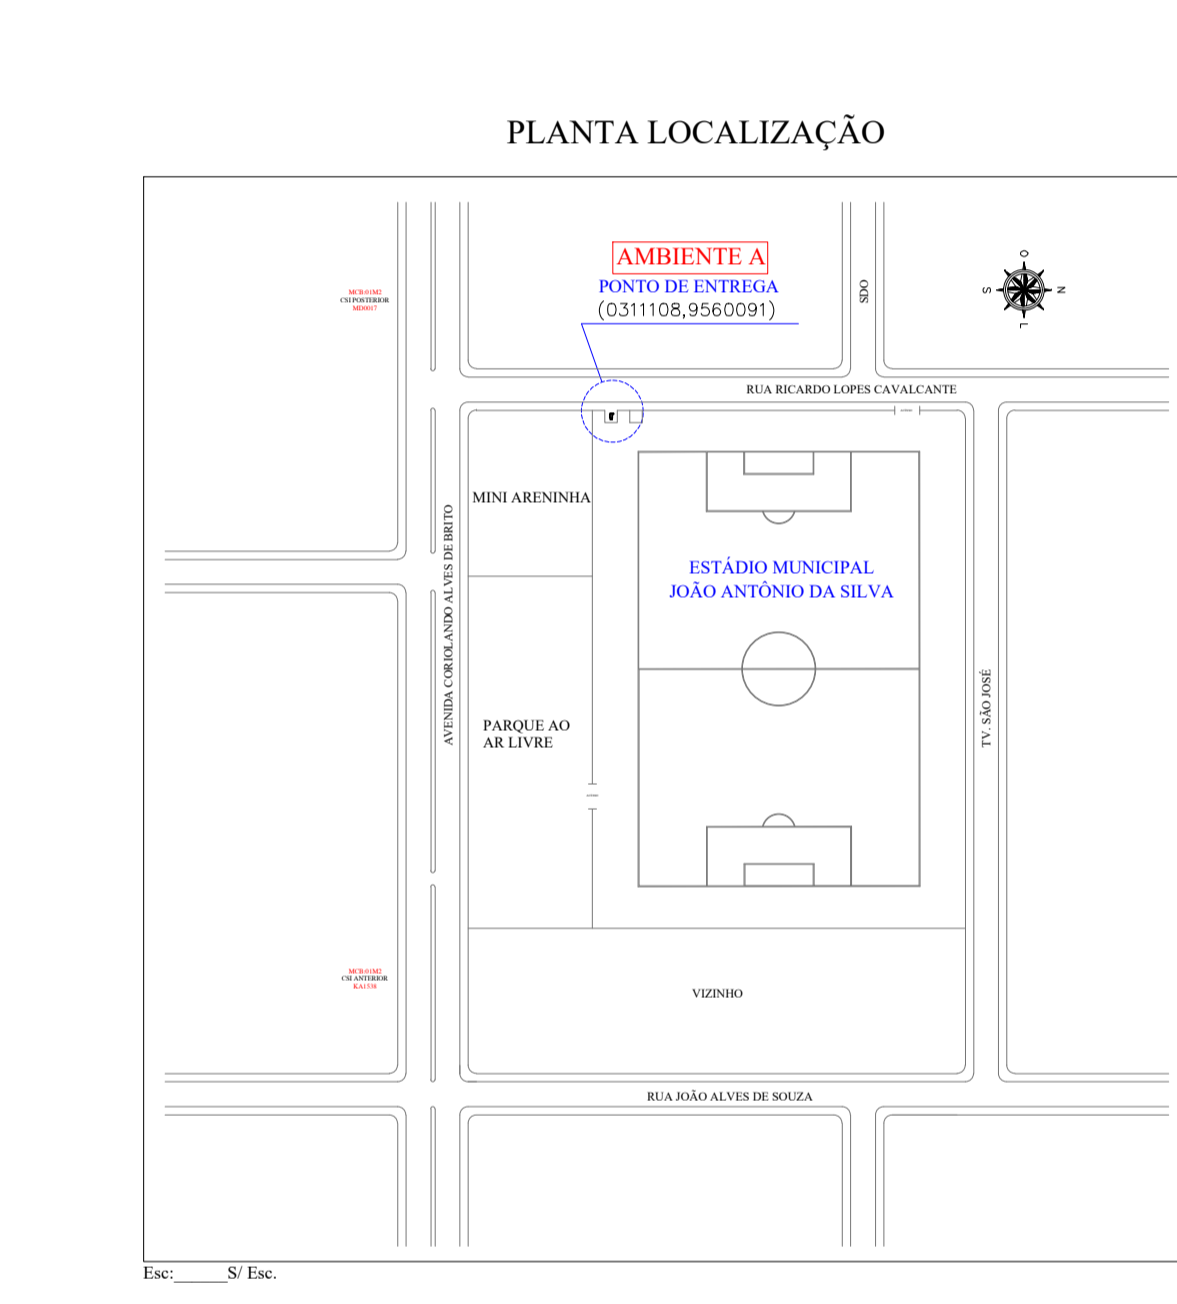 PLANTA LOCALIZAÇÃO
AMBIENTE A
PONTO DE ENTREGA
(0311108,9560091)
MCB:01M2
CSI POSTERIOR
MD0017
SDO
O
S
N
L
RUA RICARDO LOPES CAVALCANTE
MINI ARENINHA
AVENIDA CORIOLANDO ALVES DE BRITO
ESTÁDIO MUNICIPAL
JOÃO ANTÔNIO DA SILVA
TV. SÃO JOSÉ
PARQUE AO
AR LIVRE
MCB:01M2
CSI ANTERIOR
KA1538
VIZINHO
RUA JOÃO ALVES DE SOUZA
Esc:______S/ Esc.